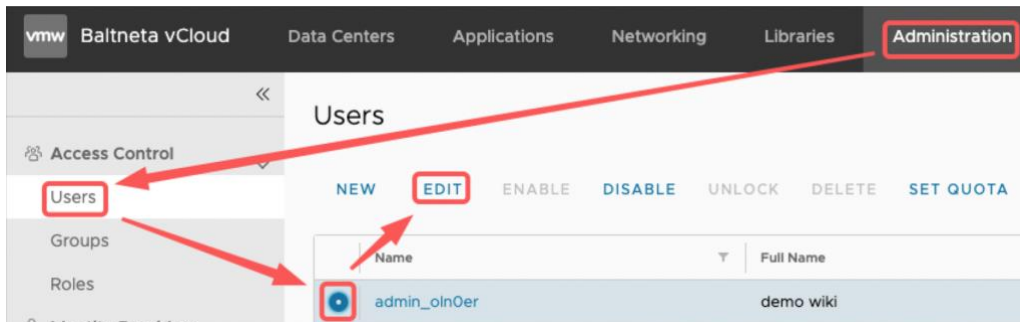 vmw Baltneta vCloud Data Centers Applications Networking Libraries Administration
Users
Access Control
Users
Groups
Roles
NEW EDIT ENABLE DISABLE UNLOCK DELETE SET QUOTA
Name Full Name
admin_oln0er demo wiki